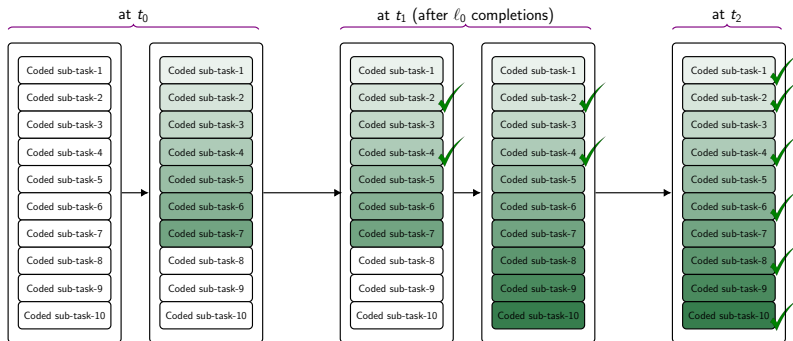 at t₀
at t₁ (after ℓ₀ completions)
at t₂
Coded sub-task-1
Coded sub-task-2
Coded sub-task-3
Coded sub-task-4
Coded sub-task-5
Coded sub-task-6
Coded sub-task-7
Coded sub-task-8
Coded sub-task-9
Coded sub-task-10
Coded sub-task-1
Coded sub-task-2
Coded sub-task-3
Coded sub-task-4
Coded sub-task-5
Coded sub-task-6
Coded sub-task-7
Coded sub-task-8
Coded sub-task-9
Coded sub-task-10
Coded sub-task-1
Coded sub-task-2
Coded sub-task-3
Coded sub-task-4
Coded sub-task-5
Coded sub-task-6
Coded sub-task-7
Coded sub-task-8
Coded sub-task-9
Coded sub-task-10
Coded sub-task-1
Coded sub-task-2
Coded sub-task-3
Coded sub-task-4
Coded sub-task-5
Coded sub-task-6
Coded sub-task-7
Coded sub-task-8
Coded sub-task-9
Coded sub-task-10
Coded sub-task-1
Coded sub-task-2
Coded sub-task-3
Coded sub-task-4
Coded sub-task-5
Coded sub-task-6
Coded sub-task-7
Coded sub-task-8
Coded sub-task-9
Coded sub-task-10